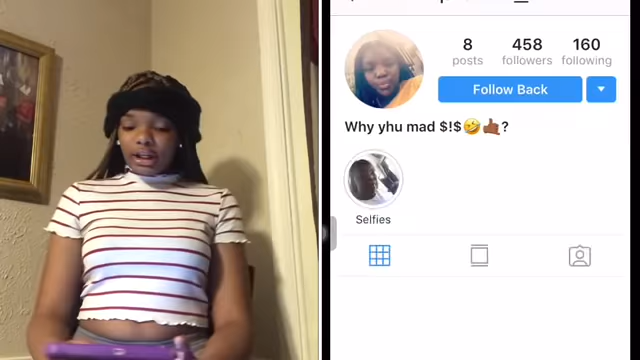 8 458 160
posts followers following
Follow Back
Why yhu mad $!$🤣👍🏾?
Selfies